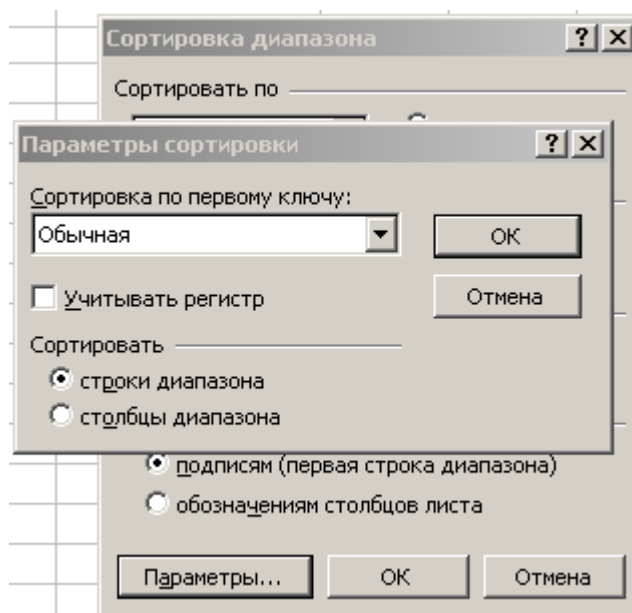 Сортировка диапазона
Сортировать по
Параметры сортировки
Сортировка по первому ключу:
Обычная
ОК
Учитывать регистр
Отмена
Сортировать
строки диапазона
столбцы диапазона
подписям (первая строка диапазона)
обозначениям столбцов листа
Параметры... ОК Отмена